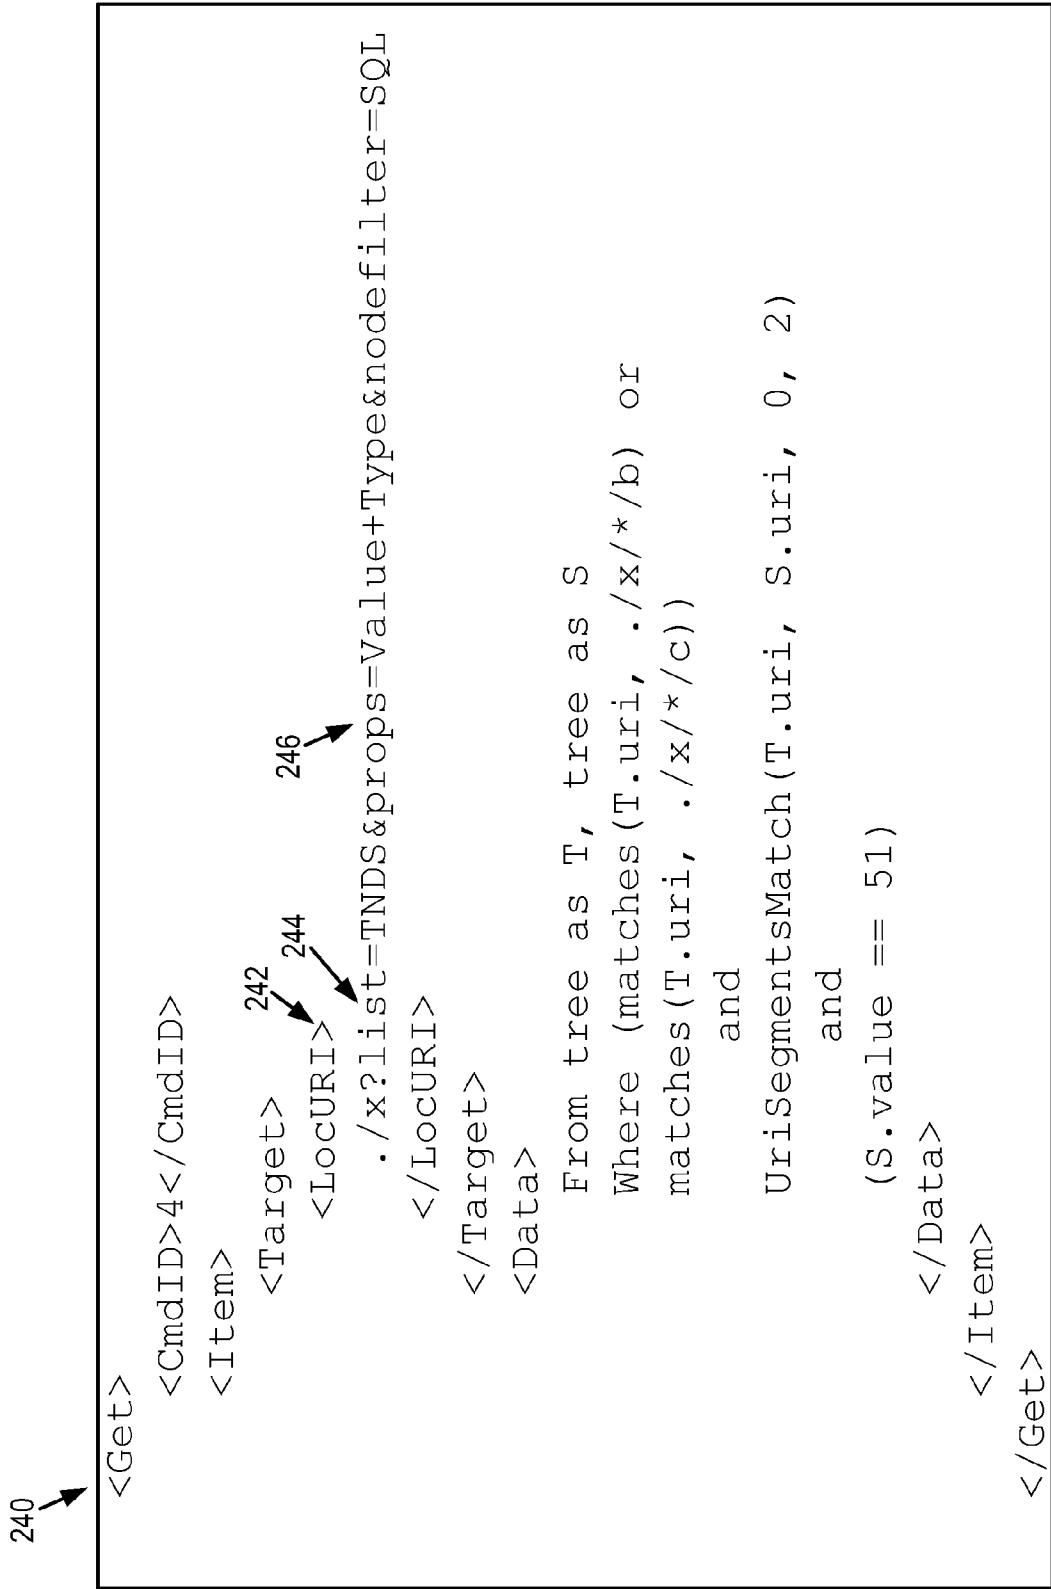 240
<Get>
<CmdID>4</CmdID>
<Item>
<Target>
242
<LocURI>
244
246
./x?list=TNDS&props=Value+Type&nodefilter=SQL
</LocURI>
</Target>
<Data>
From tree as T, tree as S
Where (matches(T.uri, ./x/*/b) or
matches(T.uri, ./x/*/c))
and
UriSegmentsMatch(T.uri, S.uri, 0, 2)
and
(S.value == 51)
</Data>
</Item>
</Get>